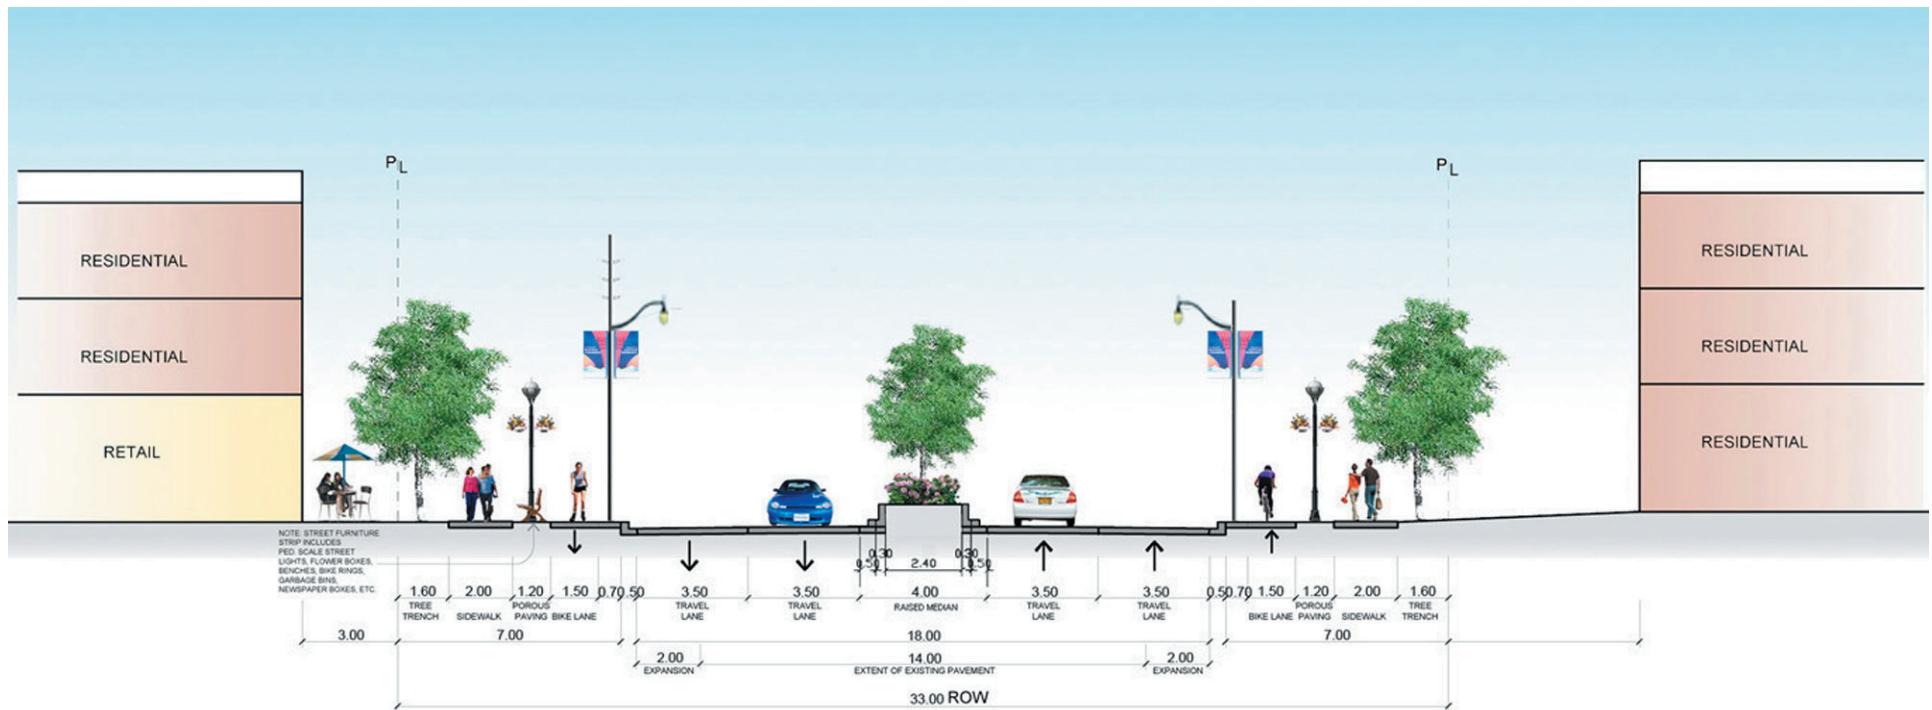 P L
P L
RESIDENTIAL
RESIDENTIAL
RETAIL
RESIDENTIAL
RESIDENTIAL
RESIDENTIAL
NOTE: STREET FURNITURE
STRIP INCLUDES
PED. SCALE STREET
LIGHTS, FLOWER BOXES,
BENCHES, BIKE RINGS,
GARBAGE BINS,
NEWSPAPER BOXES, ETC.
0.50 0.30 2.40 0.30 0.50
1.60 2.00 1.20 1.50 0.70 0.50 3.50 3.50 4.00 3.50 3.50 0.50 0.70 1.50 1.20 2.00 1.60
TREE TRENCH
SIDEWALK
POROUS PAVING
BIKE LANE
TRAVEL LANE
TRAVEL LANE
RAISED MEDIAN
TRAVEL LANE
TRAVEL LANE
BIKE LANE
POROUS PAVING
SIDEWALK
TREE TRENCH
3.00 7.00 18.00 7.00
2.00 14.00 2.00
EXPANSION EXTENT OF EXISTING PAVEMENT EXPANSION
33.00 ROW